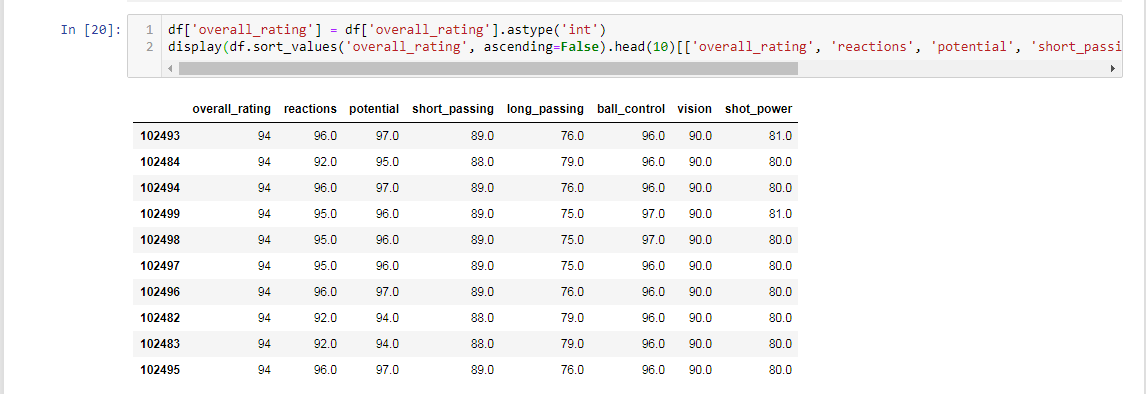 In [20]:
1 df['overall_rating'] = df['overall_rating'].astype('int')
2 display(df.sort_values('overall_rating', ascending=False).head(10)[['overall_rating', 'reactions', 'potential', 'short_passi
overall_rating reactions potential short_passing long_passing ball_control vision shot_power
102493 94 96.0 97.0 89.0 76.0 96.0 90.0 81.0
102484 94 92.0 95.0 88.0 79.0 96.0 90.0 80.0
102494 94 96.0 97.0 89.0 76.0 96.0 90.0 80.0
102499 94 95.0 96.0 89.0 75.0 97.0 90.0 81.0
102498 94 95.0 96.0 89.0 75.0 97.0 90.0 80.0
102497 94 95.0 96.0 89.0 75.0 96.0 90.0 80.0
102496 94 96.0 97.0 89.0 76.0 96.0 90.0 80.0
102482 94 92.0 94.0 88.0 79.0 96.0 90.0 80.0
102483 94 92.0 94.0 88.0 79.0 96.0 90.0 80.0
102495 94 96.0 97.0 89.0 76.0 96.0 90.0 80.0